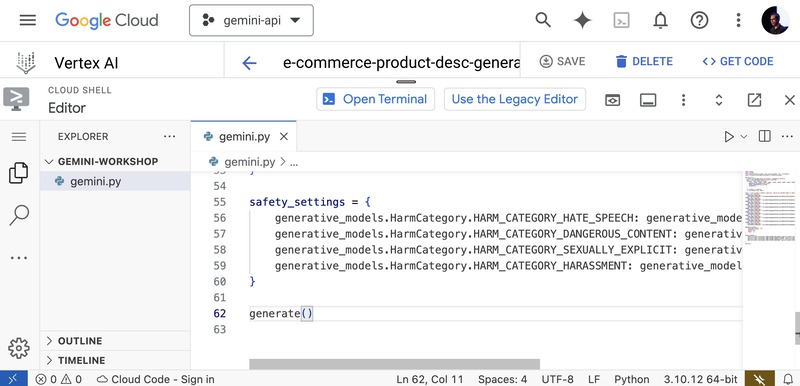 Google Cloud
gemini-api
Vertex AI
e-commerce-product-desc-genera
SAVE
DELETE
GET CODE
CLOUD SHELL
Editor
Open Terminal
Use the Legacy Editor
EXPLORER
gemini.py
GEMINI-WORKSHOP
gemini.py
gemini.py > ...
54
55 safety_settings = {
56 generative_models.HarmCategory.HARM_CATEGORY_HATE_SPEECH: generative_mode
57 generative_models.HarmCategory.HARM_CATEGORY_DANGEROUS_CONTENT: generativ
58 generative_models.HarmCategory.HARM_CATEGORY_SEXUALLY_EXPLICIT: generativ
59 generative_models.HarmCategory.HARM_CATEGORY_HARASSMENT: generative_model
60 }
61
62 generate()
63
OUTLINE
TIMELINE
0 0 Cloud Code - Sign in Ln 62, Col 11 Spaces: 4 UTF-8 LF Python 3.10.12 64-bit